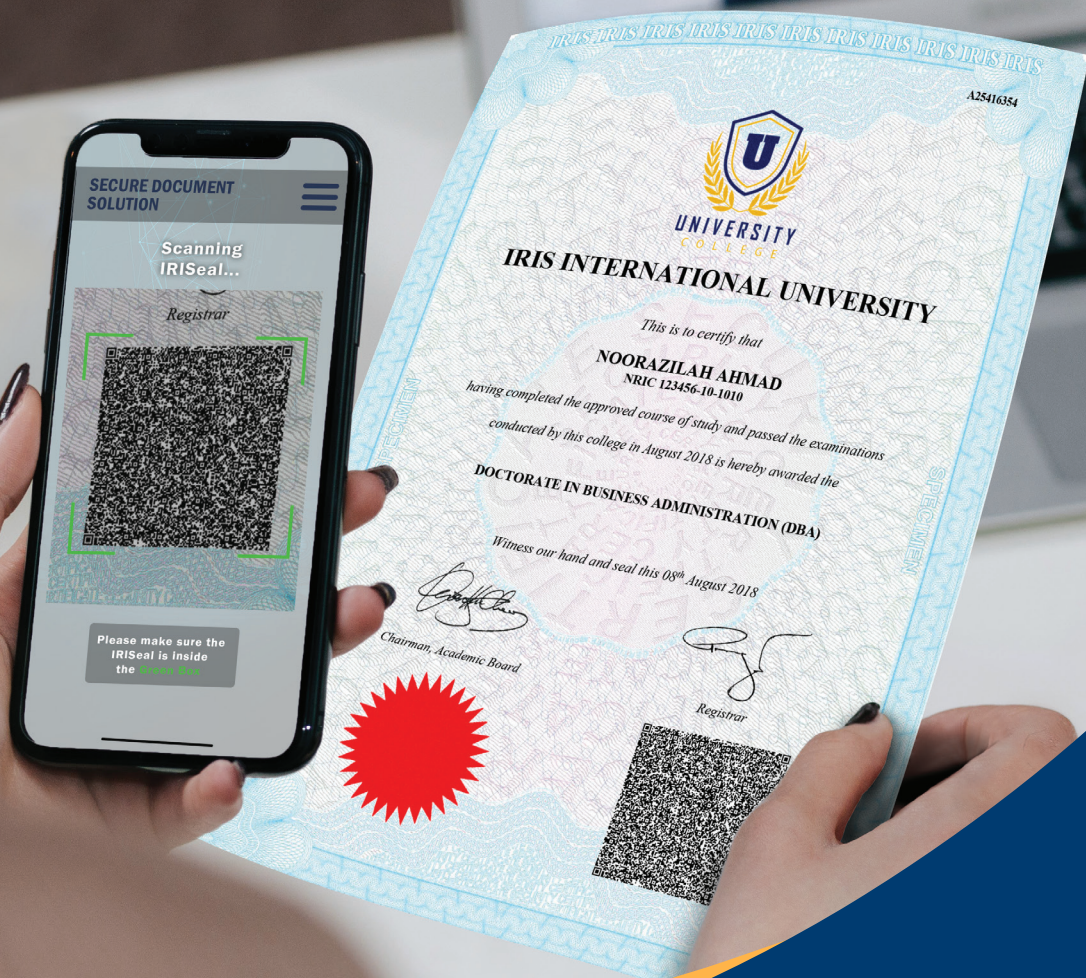 SECURE DOCUMENT
SOLUTION
Scanning
IRISeal...
Registrar
Please make sure the
IRISeal is inside
the Green Box
IRIS IRIS IRIS IRIS IRIS IRIS IRIS IRIS IRIS IRIS IRIS
A25416354
U
UNIVERSITY
COLLEGE
IRIS INTERNATIONAL UNIVERSITY
This is to certify that
NOORAZILAH AHMAD
NRIC 123456-10-1010
having completed the approved course of study and passed the examinations
conducted by this college in August 2018 is hereby awarded the
DOCTORATE IN BUSINESS ADMINISTRATION (DBA)
Witness our hand and seal this 08th August 2018
Chairman, Academic Board
Registrar
SPECIMEN
SPECIMEN